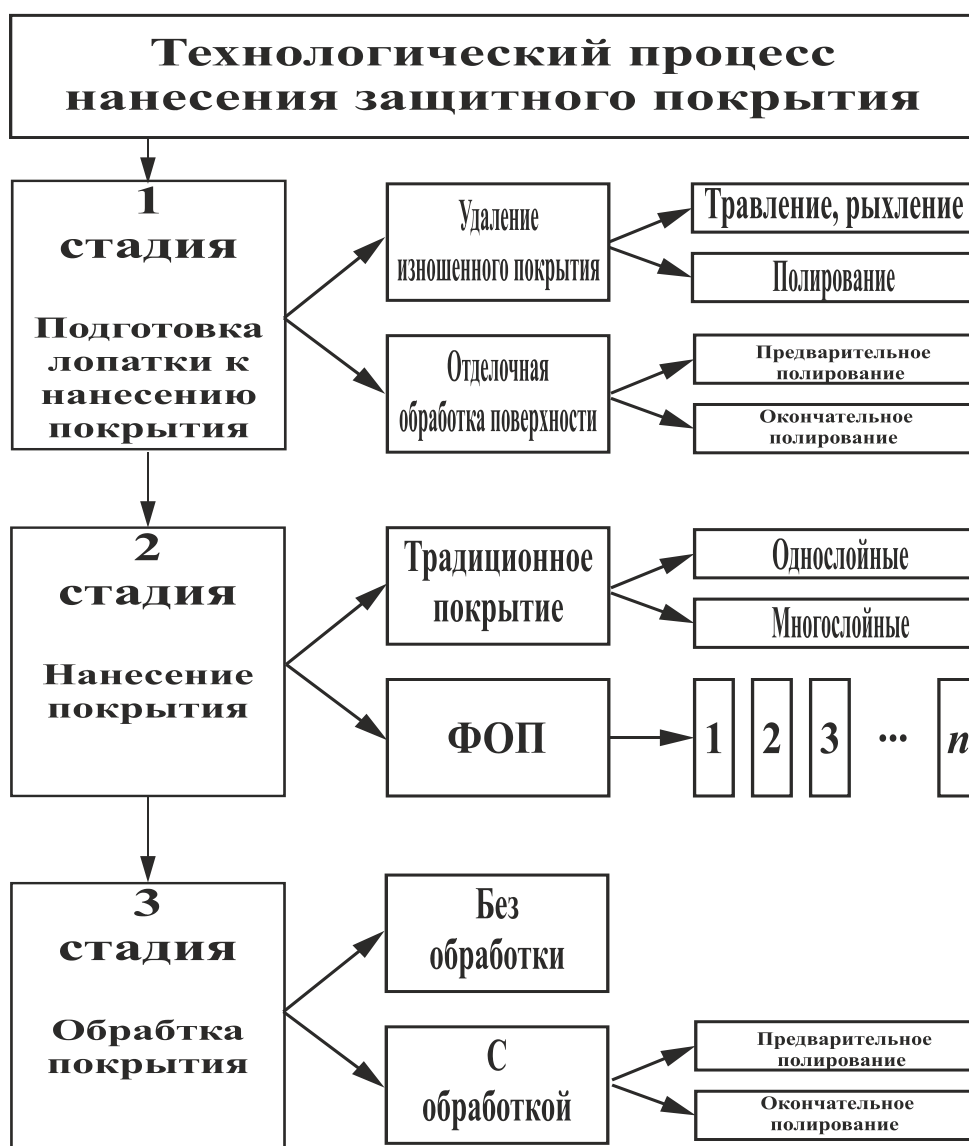 Технологический процесс
нанесения защитного покрытия
1
стадия
Подготовка
лопатки к
нанесению
покрытия
Удаление
изношенного покрытия
Травление, рыхление
Полирование
Отделочная
обработка поверхности
Предварительное
полирование
Окончательное
полирование
2
стадия
Нанесение
покрытия
Традиционное
покрытие
Однослойные
Многослойные
ФОП
1 2 3 ... n
3
стадия
Обрабтка
покрытия
Без
обработки
С
обработкой
Предварительное
полирование
Окончательное
полирование